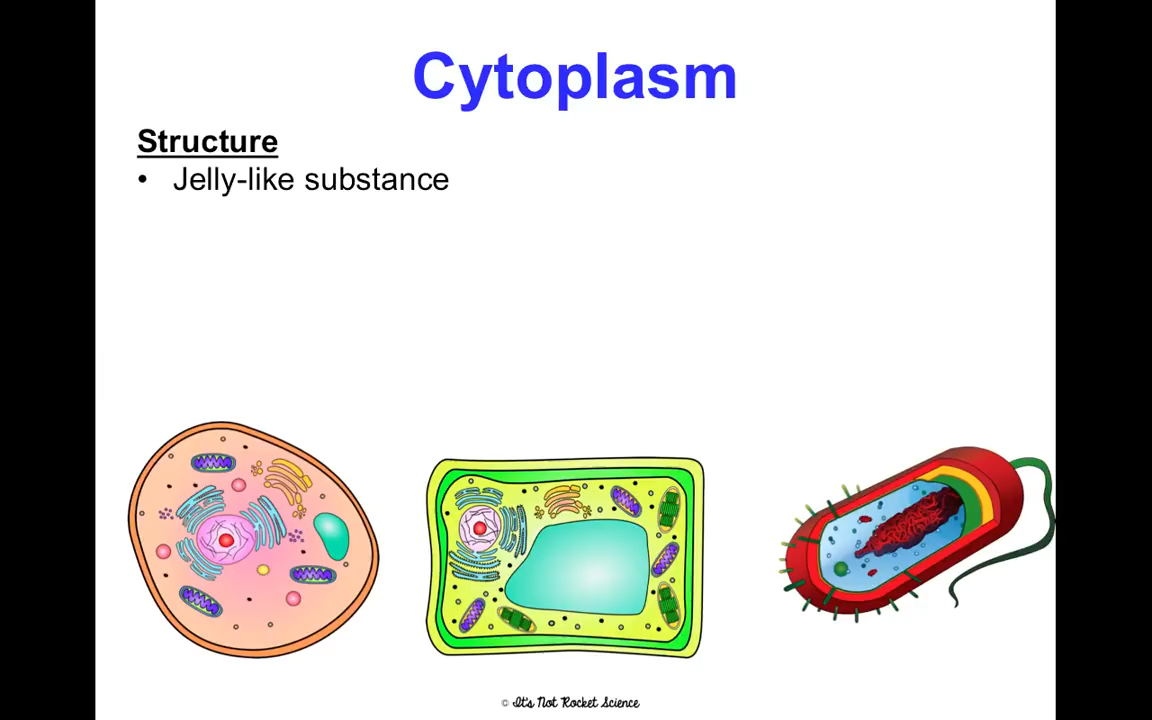 Cytoplasm
Structure
• Jelly-like substance
© It's Not Rocket Science